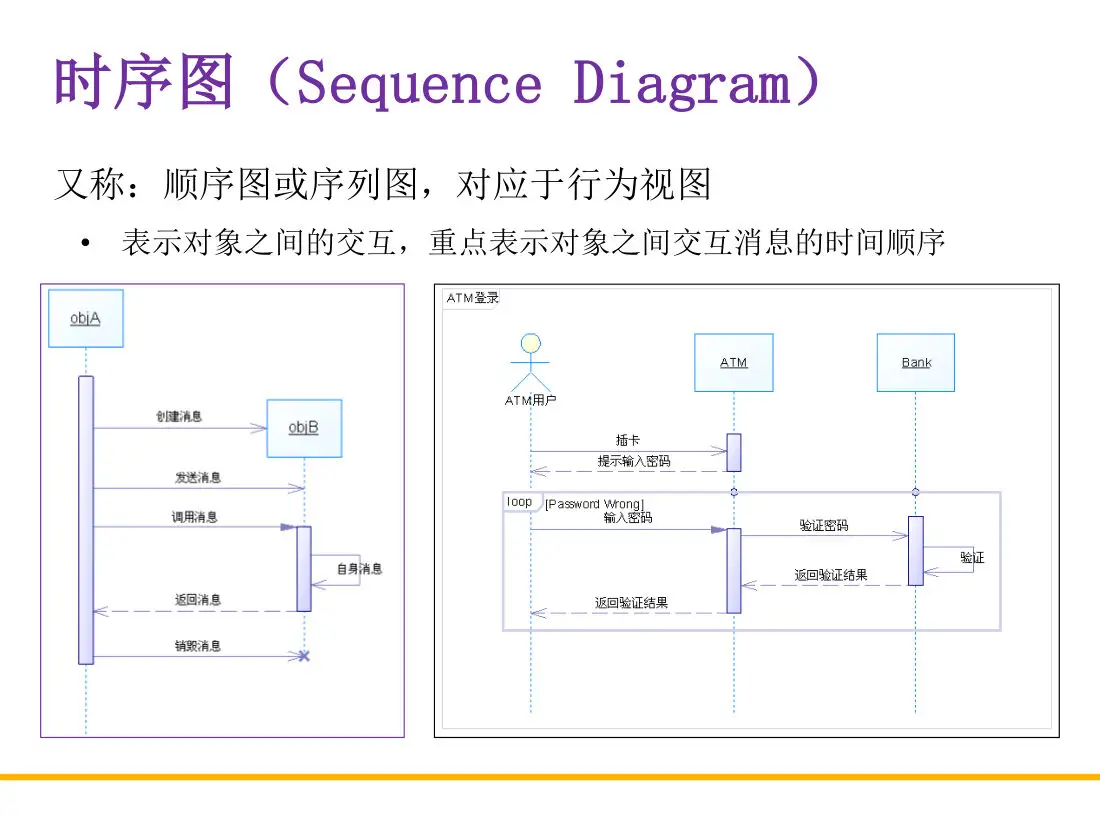 时序图（Sequence Diagram）
又称：顺序图或序列图，对应于行为视图
• 表示对象之间的交互，重点表示对象之间交互消息的时间顺序
objA
创建消息
objB
发送消息
调用消息
自身消息
返回消息
销毁消息
ATM登录
ATM用户
ATM
Bank
插卡
提示输入密码
loop
[Password Wrong]
输入密码
验证密码
验证
返回验证结果
返回验证结果